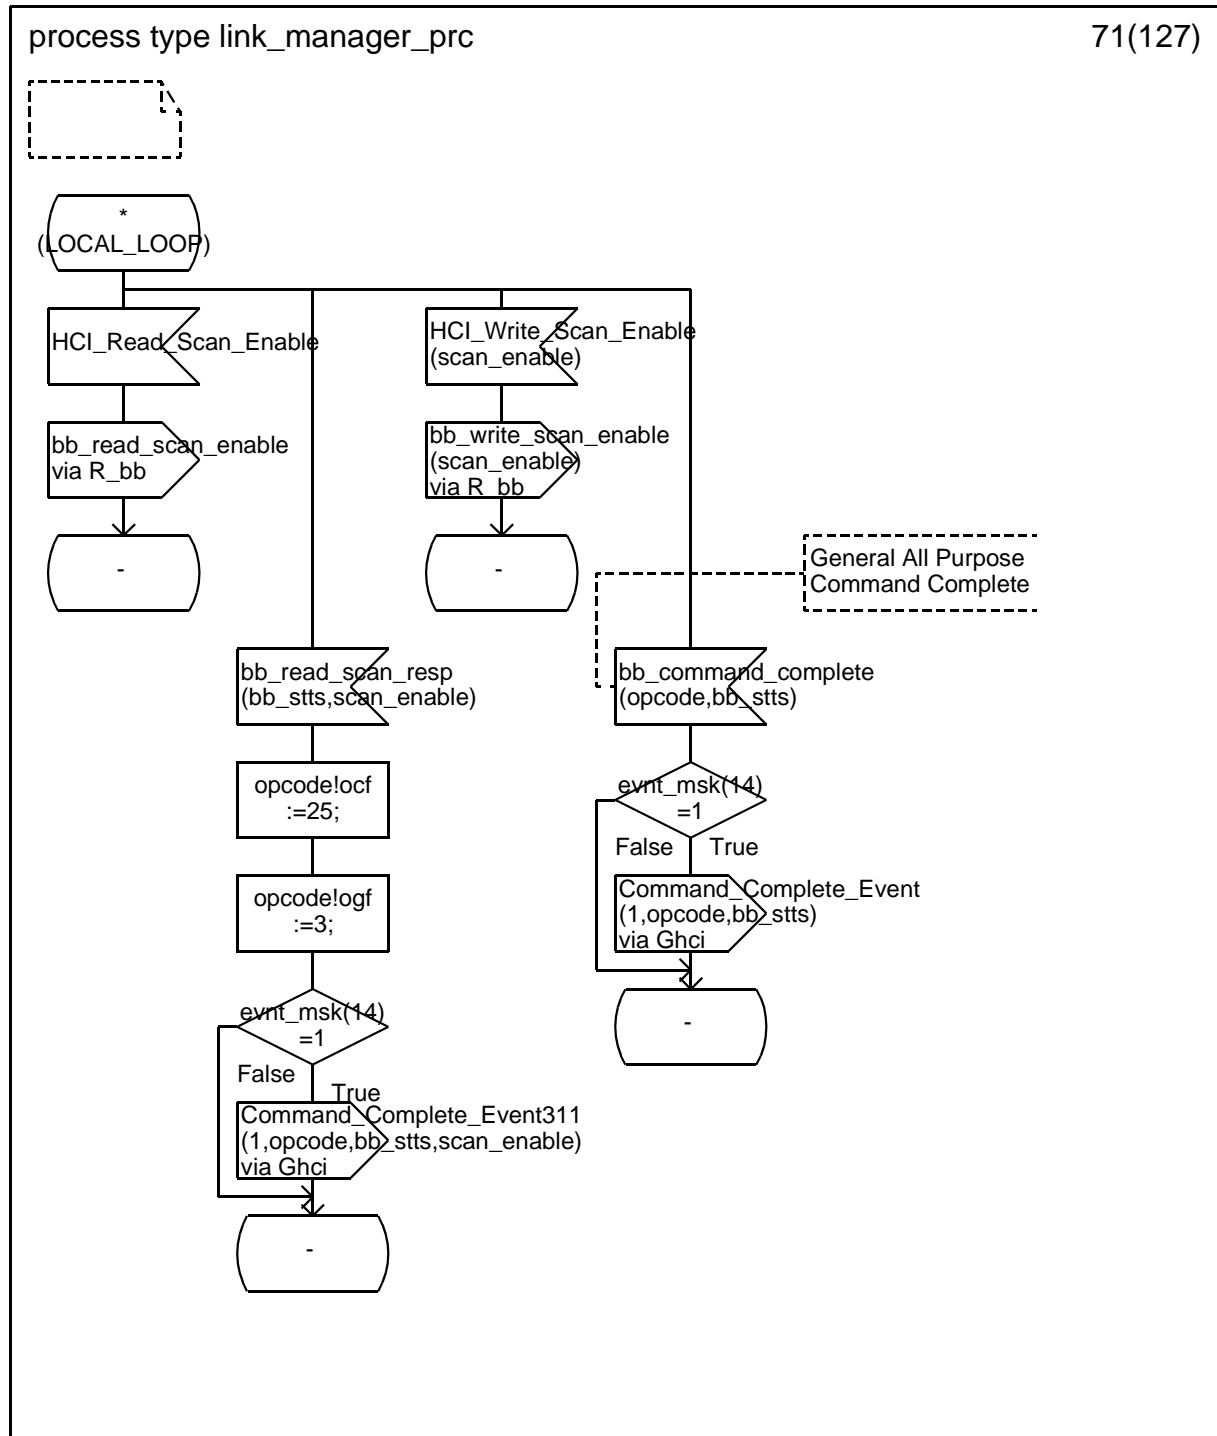 process type link_manager_prc
71(127)
*
(LOCAL_LOOP)
HCI_Read_Scan_Enable
HCI_Write_Scan_Enable
(scan_enable)
bb_read_scan_enable
via R_bb
bb_write_scan_enable
(scan_enable)
via R_bb
-
-
General All Purpose
Command Complete
bb_read_scan_resp
(bb_stts,scan_enable)
bb_command_complete
(opcode,bb_stts)
opcode!ocf
:=25;
evnt_msk(14)
=1
False
True
opcode!ogf
:=3;
Command_Complete_Event
(1,opcode,bb_stts)
via Ghci
evnt_msk(14)
=1
-
False
True
Command_Complete_Event311
(1,opcode,bb_stts,scan_enable)
via Ghci
-